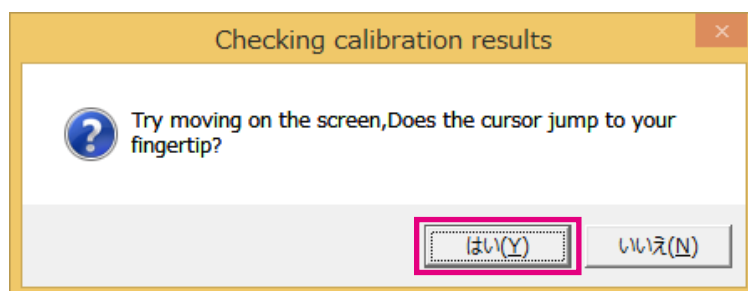 Checking calibration results
Try moving on the screen,Does the cursor jump to your
fingertip?
はい(Y)
いいえ(N)